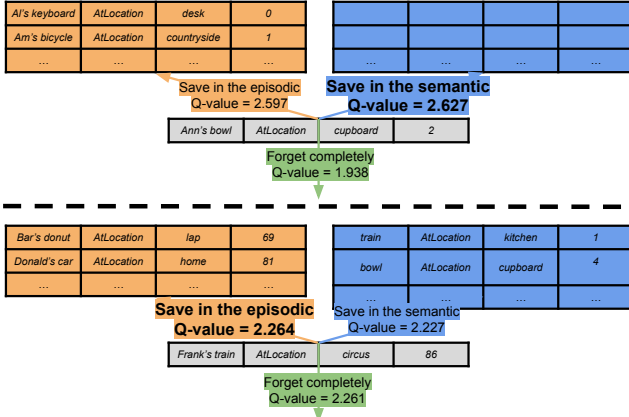 Al's keyboard AtLocation desk 0
Am's bicycle AtLocation countryside 1
... ... ... ...
... ... ... ...
Save in the episodic
Q-value = 2.597
Save in the semantic
Q-value = 2.627
Ann's bowl AtLocation cupboard 2
Forget completely
Q-value = 1.938
Bar's donut AtLocation lap 69
Donald's car AtLocation home 81
... ... ... ...
train AtLocation kitchen 1
bowl AtLocation cupboard 4
... ... ... ...
Save in the episodic
Q-value = 2.264
Save in the semantic
Q-value = 2.227
Frank's train AtLocation circus 86
Forget completely
Q-value = 2.261